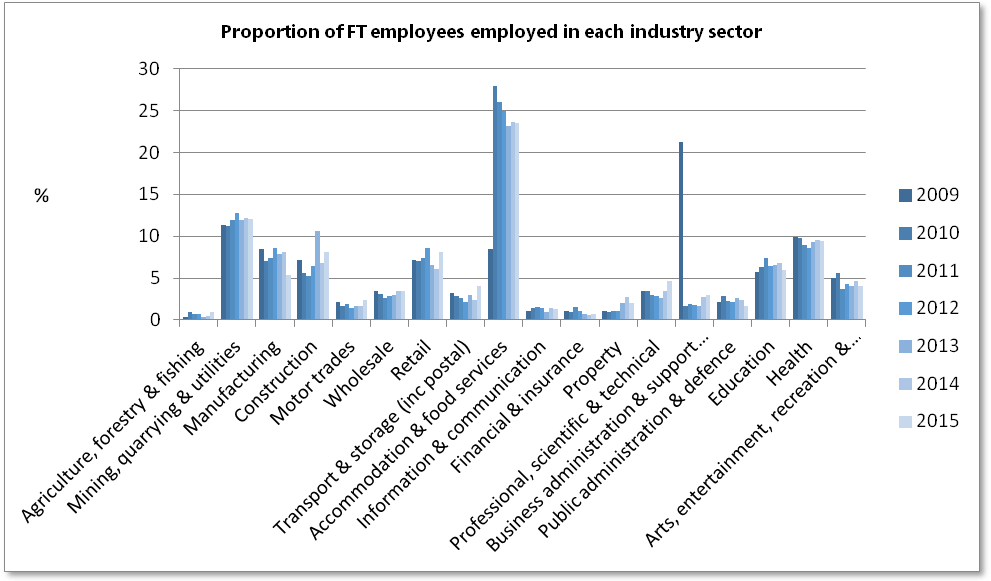 Proportion of FT employees employed in each industry sector
30
25
20
15
10
5
0
%
Agriculture, forestry & fishing
Mining, quarrying & utilities
Manufacturing
Construction
Motor trades
Wholesale
Retail
Transport & storage (inc postal)
Accommodation & food services
Information & communication
Financial & insurance
Property
Professional, scientific & technical
Business administration & support...
Public administration & defence
Education
Health
Arts, entertainment, recreation &...
2009
2010
2011
2012
2013
2014
2015